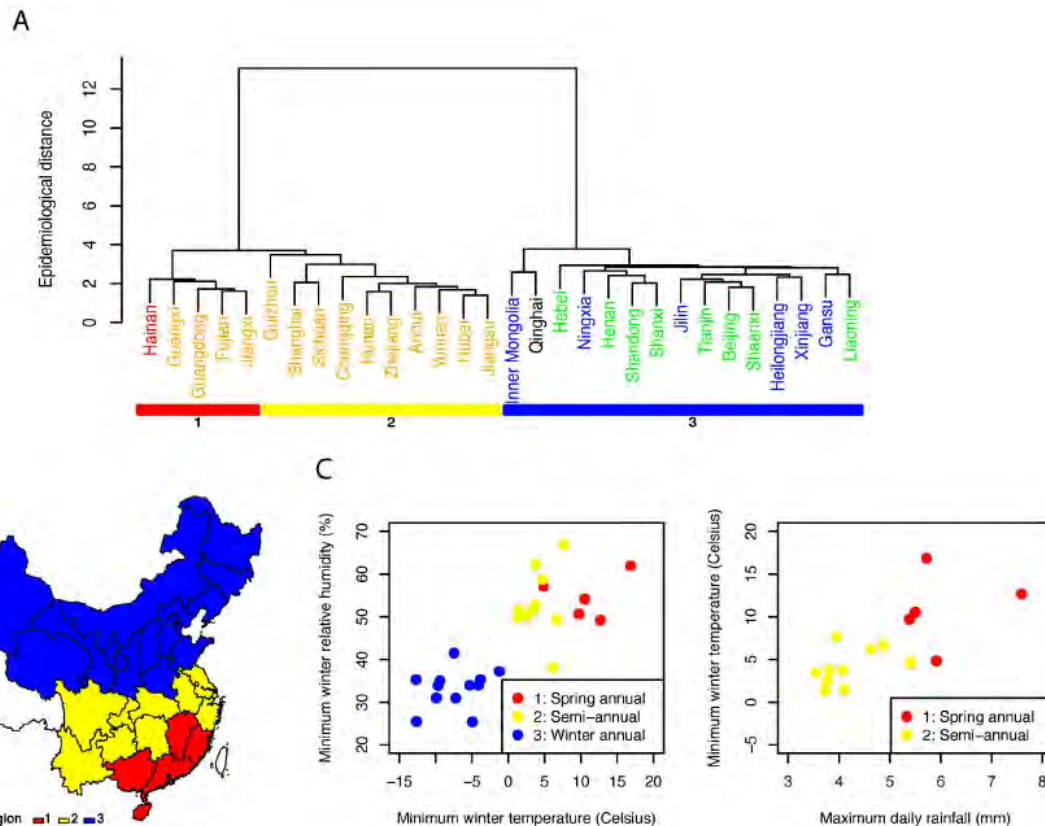 A
Epidemiological distance
12
10
8
6
4
2
0
Hainan
Guangxi
Guangdong
Fujian
Jiangxi
Guizhou
Shanghai
Sichuan
Chongqing
Hunan
Zhejiang
Anhui
Yunnan
Hubei
Jiangsu
Inner Mongolia
Qinghai
Hebei
Ningxia
Henan
Shandong
Shanxi
Jilin
Tianjin
Beijing
Shaanxi
Heilongjiang
Xinjiang
Gansu
Liaoning
1 2 3
gion 1 2 3
C
Minimum winter relative humidity (%)
70
60
50
40
30
20
1: Spring annual
2: Semi-annual
3: Winter annual
-15 -5 0 5 10 15 20
Minimum winter temperature (Celsius)
Minimum winter temperature (Celsius)
20
15
10
5
0
-5
1: Spring annual
2: Semi-annual
3 4 5 6 7 8
Maximum daily rainfall (mm)